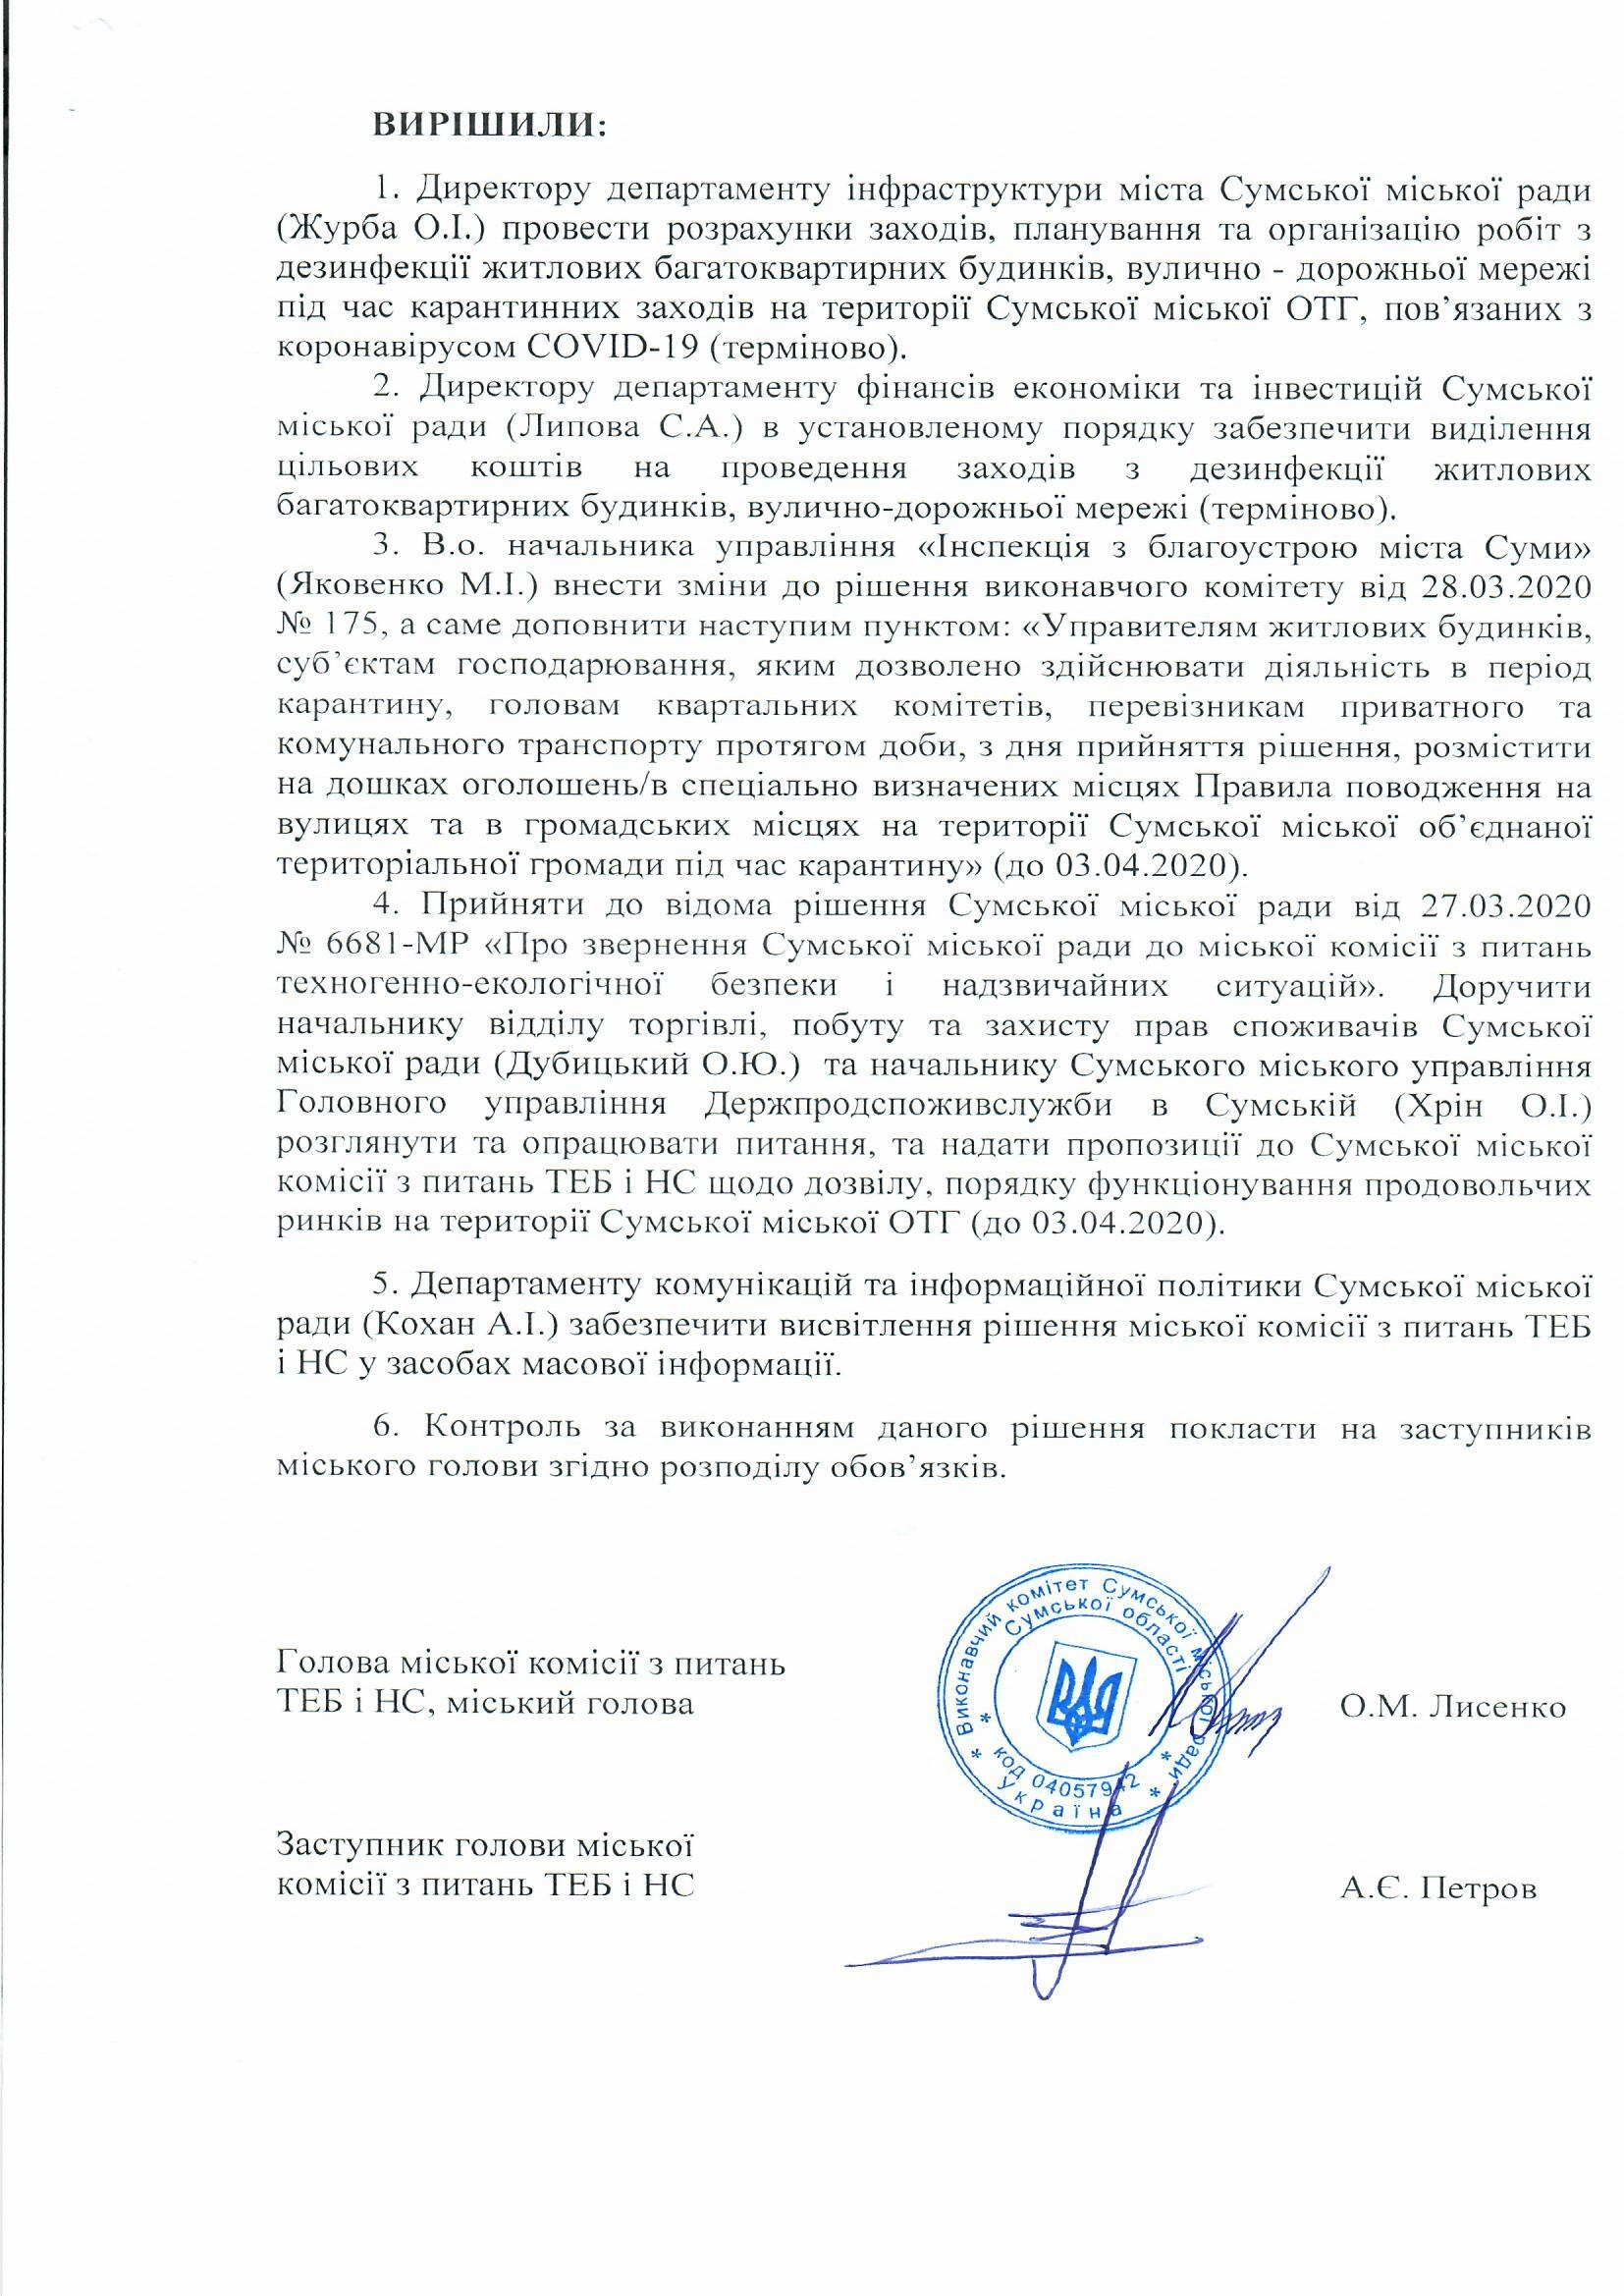 ВИРІШИЛИ:
1. Директору департаменту інфраструктури міста Сумської міської ради
(Журба О.І.) провести розрахунки заходів, планування та організацію робіт з
дезинфекції житлових багатоквартирних будинків, вулично - дорожньої мережі
під час карантинних заходів на території Сумської міської ОТГ, пов’язаних з
коронавірусом COVID-19 (терміново).
2. Директору департаменту фінансів економіки та інвестицій Сумської
міської ради (Липова С.А.) в установленому порядку забезпечити виділення
цільових коштів на проведення заходів з дезинфекції житлових
багатоквартирних будинків, вулично-дорожньої мережі (терміново).
3. В.о. начальника управління «Інспекція з благоустрою міста Суми»
(Яковенко М.І.) внести зміни до рішення виконавчого комітету від 28.03.2020
№ 175, а саме доповнити наступим пунктом: «Управителям житлових будинків,
суб’єктам господарювання, яким дозволено здійснювати діяльність в період
карантину, головам квартальних комітетів, перевізникам приватного та
комунального транспорту протягом доби, з дня прийняття рішення, розмістити
на дошках оголошень/в спеціально визначених місцях Правила поводження на
вулицях та в громадських місцях на території Сумської міської об’єднаної
територіальної громади під час карантину» (до 03.04.2020).
4. Прийняти до відома рішення Сумської міської ради від 27.03.2020
№ 6681-МР «Про звернення Сумської міської ради до міської комісії з питань
техногенно-екологічної безпеки і надзвичайних ситуацій». Доручити
начальнику відділу торгівлі, побуту та захисту прав споживачів Сумської
міської ради (Дубицький О.Ю.) та начальнику Сумського міського управління
Головного управління Держпродспоживслужби в Сумській (Хрін О.І.)
розглянути та опрацювати питання, та надати пропозиції до Сумської міської
комісії з питань ТЕБ і НС щодо дозвілу, порядку функціонування продовольчих
ринків на території Сумської міської ОТГ (до 03.04.2020).
5. Департаменту комунікацій та інформаційної політики Сумської міської
ради (Кохан А.І.) забезпечити висвітлення рішення міської комісії з питань ТЕБ
і НС у засобах масової інформації.
6. Контроль за виконанням даного рішення покласти на заступників
міського голови згідно розподілу обов’язків.
Голова міської комісії з питань
ТЕБ і НС, міський голова
О.М. Лисенко
* Виконавчий комітет Сумської міської ради *
Сумської області
* код 04057942 *
Україна
Заступник голови міської
комісії з питань ТЕБ і НС
А.Є. Петров